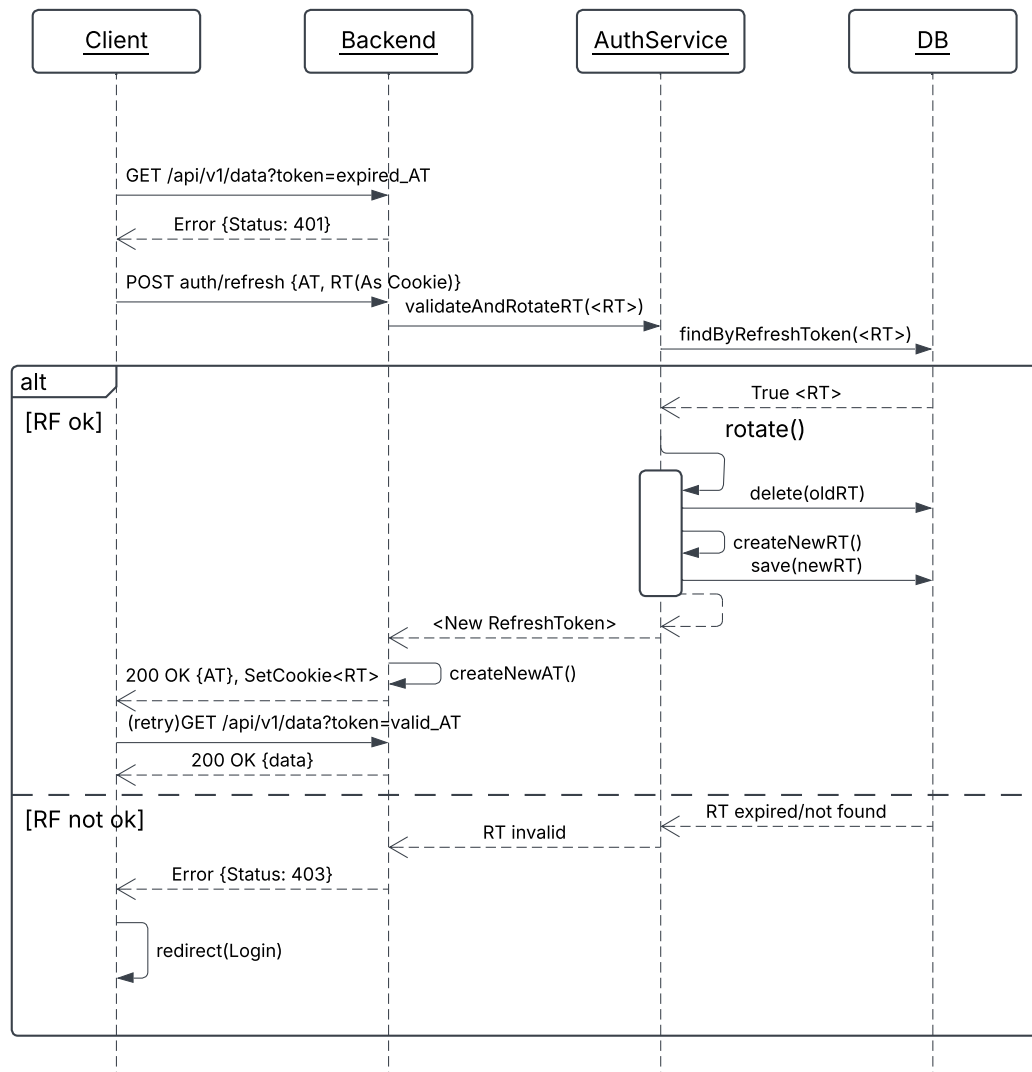 Client
Backend
AuthService
DB
GET /api/v1/data?token=expired_AT
Error {Status: 401}
POST auth/refresh {AT, RT(As Cookie)}
validateAndRotateRT(<RT>)
findByRefreshToken(<RT>)
alt
True <RT>
[RF ok]
rotate()
delete(oldRT)
createNewRT()
save(newRT)
<New RefreshToken>
createNewAT()
200 OK {AT}, SetCookie<RT>
(retry)GET /api/v1/data?token=valid_AT
200 OK {data}
[RF not ok]
RT expired/not found
RT invalid
Error {Status: 403}
redirect(Login)